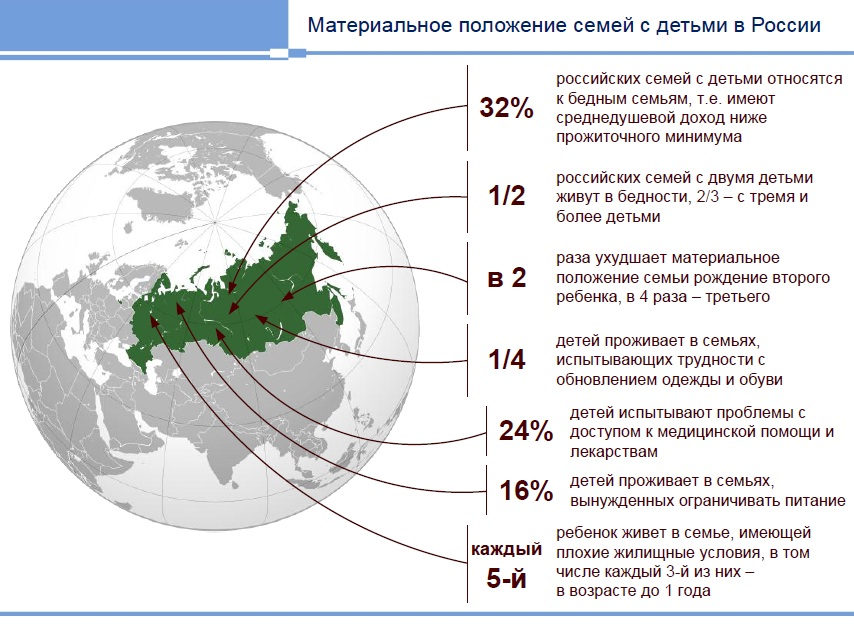 Материальное положение семей с детьми в России
32%
российских семей с детьми относятся
к бедным семьям, т.е. имеют
среднедушевой доход ниже
прожиточного минимума
1/2
российских семей с двумя детьми
живут в бедности, 2/3 – с тремя и
более детьми
в 2
раза ухудшает материальное
положение семьи рождение второго
ребенка, в 4 раза – третьего
1/4
детей проживает в семьях,
испытывающих трудности с
обновлением одежды и обуви
24%
детей испытывают проблемы с
доступом к медицинской помощи и
лекарствам
16%
детей проживает в семьях,
вынужденных ограничивать питание
каждый
5-й
ребенок живет в семье, имеющей
плохие жилищные условия, в том
числе каждый 3-й из них –
в возрасте до 1 года